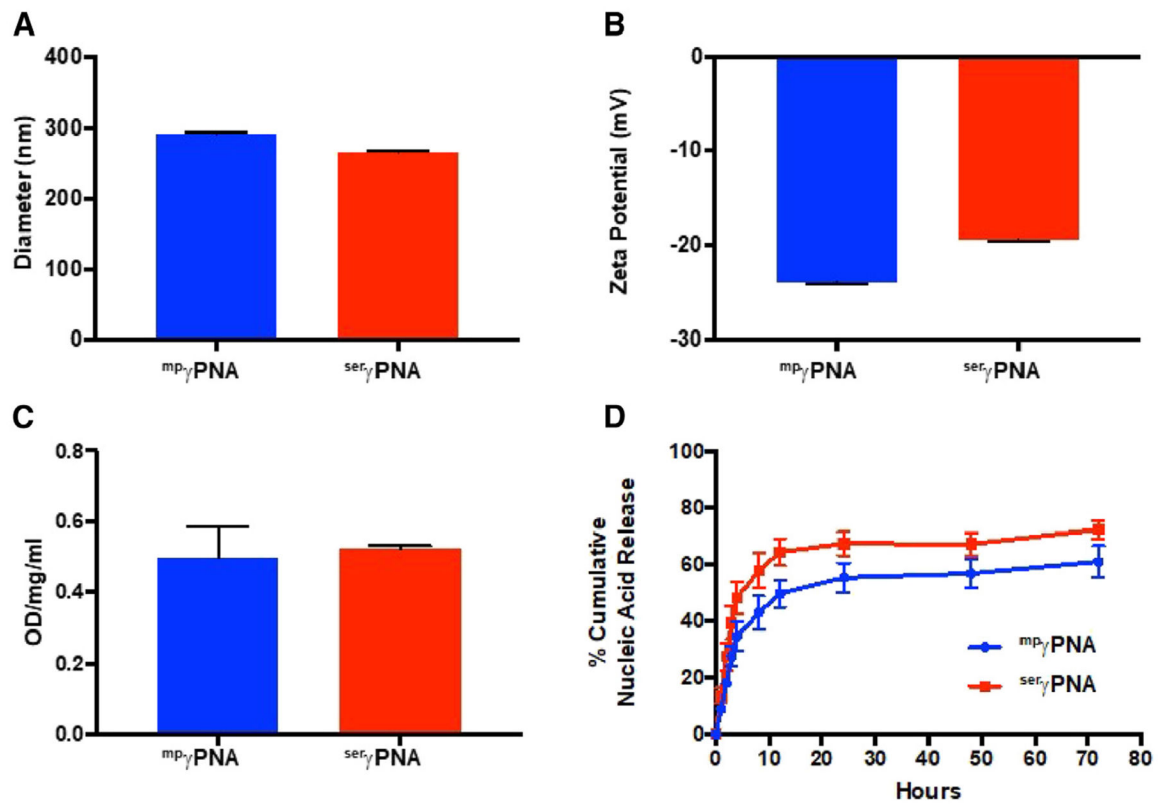 A
400
300
200
100
0
Diameter (nm)
mpγPNA
serγPNA
B
0
-10
-20
-30
Zeta Potential (mV)
mpγPNA
serγPNA
C
0.8
0.6
0.4
0.2
0.0
OD/mg/ml
mpγPNA
serγPNA
D
100
80
60
40
20
0
% Cumulative
Nucleic Acid Release
mpγPNA
serγPNA
0 10 20 30 40 50 60 70 80
Hours